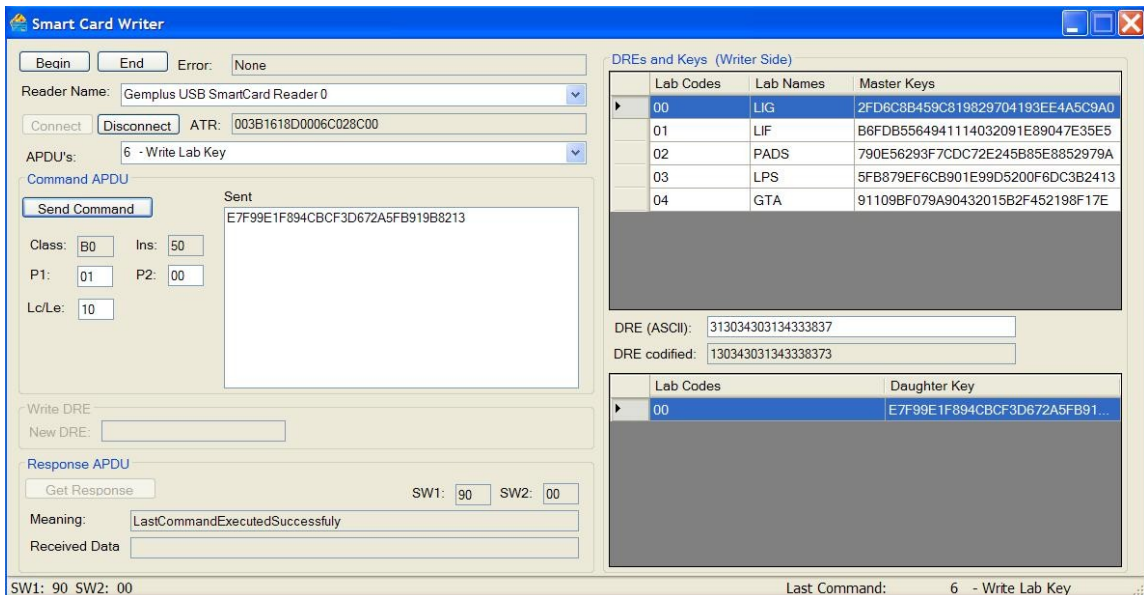 Smart Card Writer
Begin End Error: None
Reader Name: Gemplus USB SmartCard Reader 0
Connect Disconnect ATR: 003B1618D0006C028C00
APDU's: 6 - Write Lab Key
Command APDU
Send Command
Sent
E7F99E1F894CBCF3D672A5FB919B8213
Class: B0 Ins: 50
P1: 01 P2: 00
Lc/Le: 10
Write DRE
New DRE:
Response APDU
Get Response SW1: 90 SW2: 00
Meaning: LastCommandExecutedSuccessfuly
Received Data
DREs and Keys (Writer Side)
Lab Codes Lab Names Master Keys
00 LIG 2FD6C8B459C819829704193EE4A5C9A0
01 LIF B6FDB5564941114032091E89047E35E5
02 PADS 790E56293F7CDC72E245B85E8852979A
03 LPS 5FB879EF6CB901E99D5200F6DC3B2413
04 GTA 91109BF079A90432015B2F452198F17E
DRE (ASCII): 313034303134333837
DRE codified: 130343031343338373
Lab Codes Daughter Key
00 E7F99E1F894CBCF3D672A5FB91...
SW1: 90 SW2: 00 Last Command: 6 - Write Lab Key